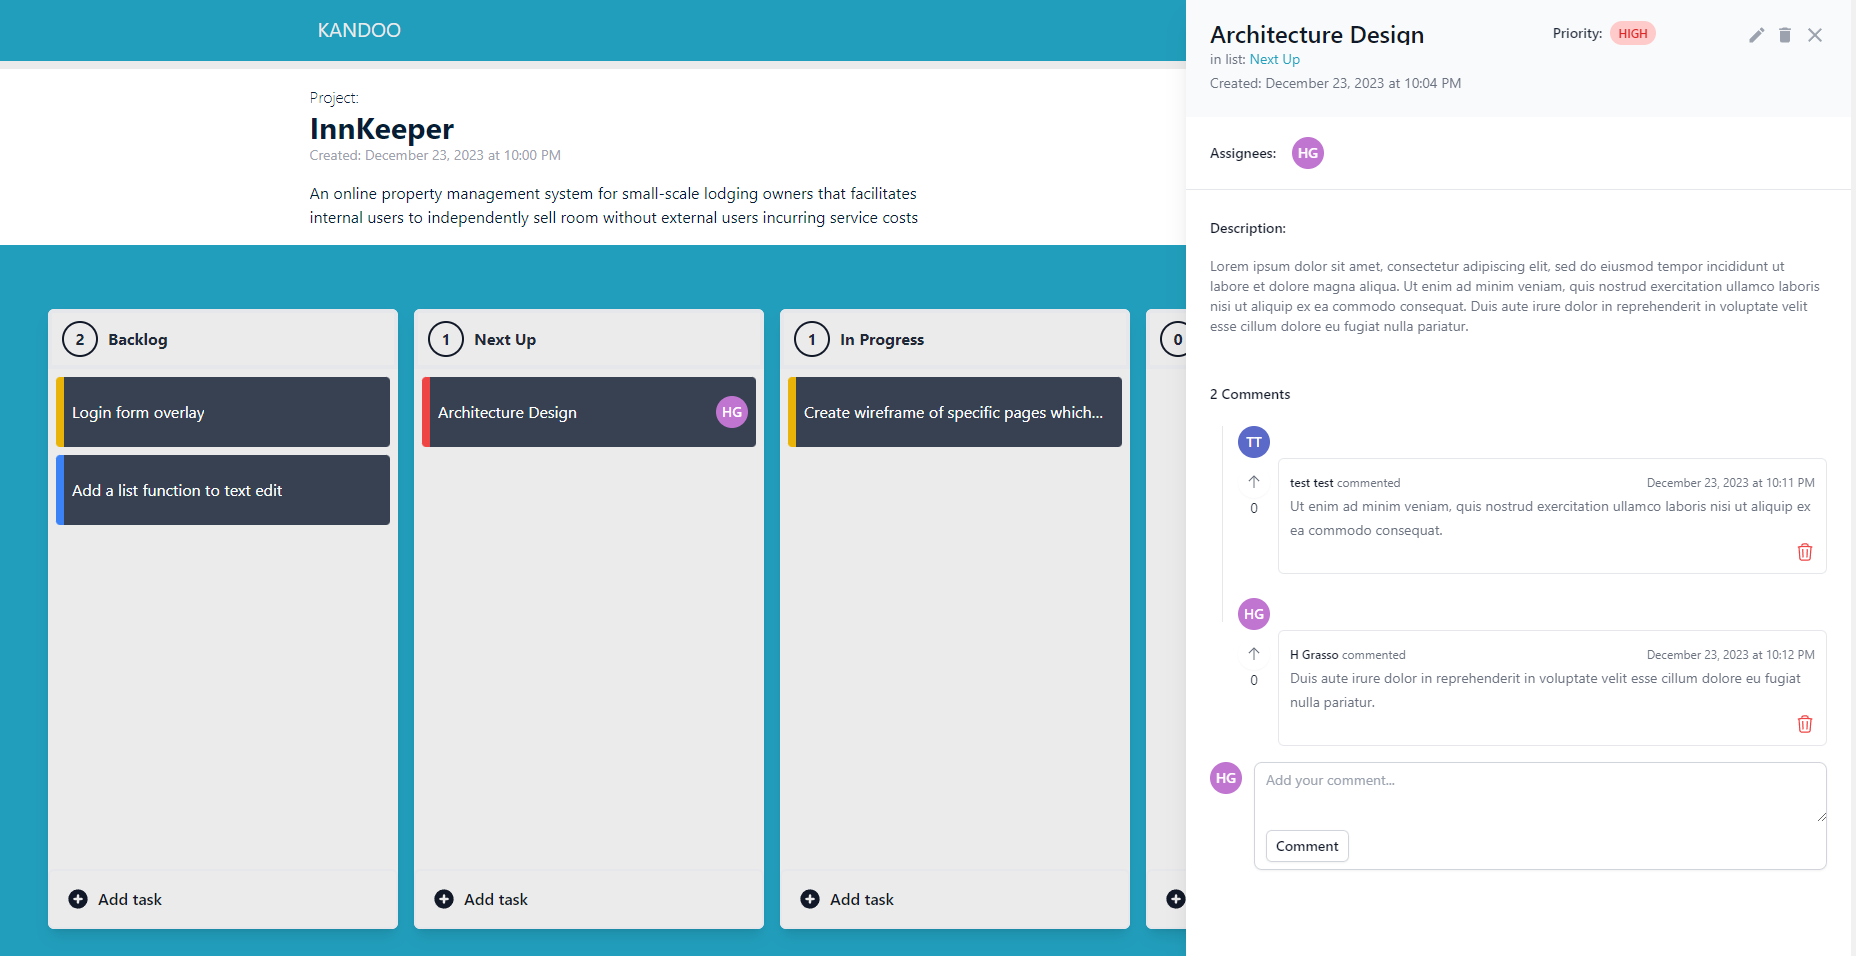 KANDOO
Project:
InnKeeper
Created: December 23, 2023 at 10:00 PM
An online property management system for small-scale lodging owners that facilitates
internal users to independently sell room without external users incurring service costs
2 Backlog
Login form overlay
Add a list function to text edit
Add task
1 Next Up
Architecture Design HG
Add task
1 In Progress
Create wireframe of specific pages which...
Add task
0
Architecture Design
Priority: HIGH
in list: Next Up
Created: December 23, 2023 at 10:04 PM
Assignees: HG
Description:
Lorem ipsum dolor sit amet, consectetur adipiscing elit, sed do eiusmod tempor incididunt ut
labore et dolore magna aliqua. Ut enim ad minim veniam, quis nostrud exercitation ullamco laboris
nisi ut aliquip ex ea commodo consequat. Duis aute irure dolor in reprehenderit in voluptate velit
esse cillum dolore eu fugiat nulla pariatur.
2 Comments
TT
test test commented December 23, 2023 at 10:11 PM
0
Ut enim ad minim veniam, quis nostrud exercitation ullamco laboris nisi ut aliquip ex
ea commodo consequat.
HG
H Grasso commented December 23, 2023 at 10:12 PM
0
Duis aute irure dolor in reprehenderit in voluptate velit esse cillum dolore eu fugiat
nulla pariatur.
HG
Add your comment...
Comment